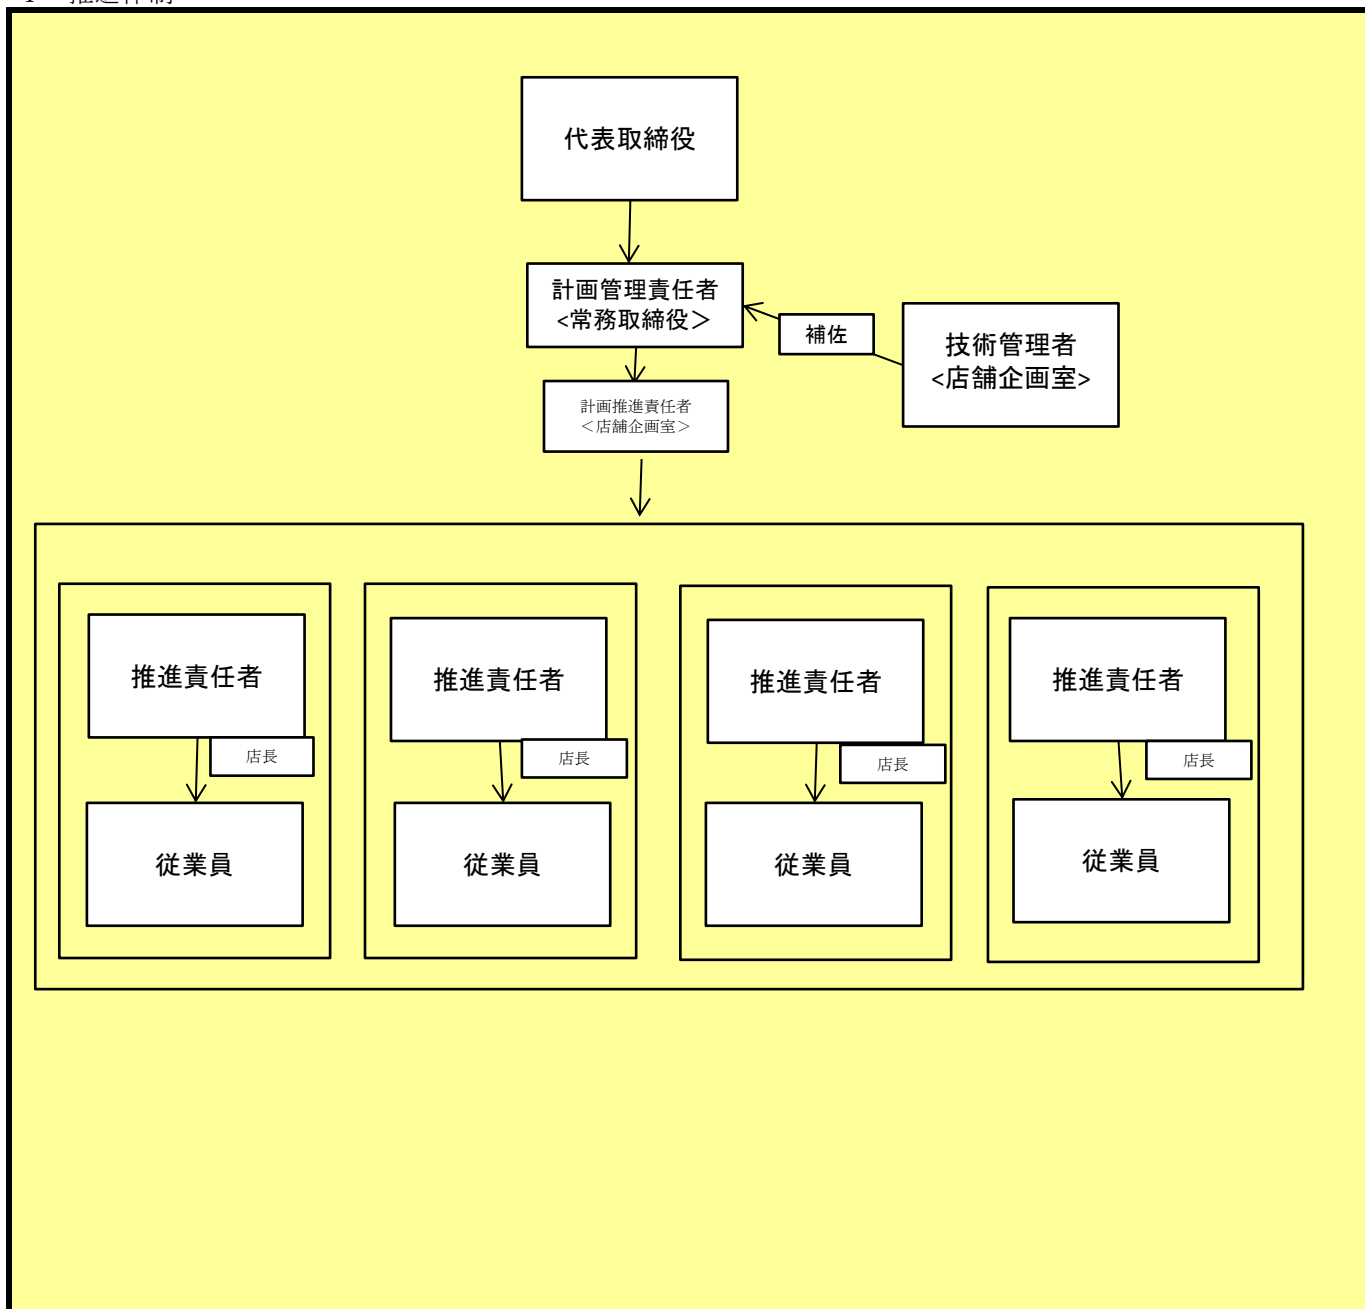 代表取締役
計画管理責任者
<常務取締役＞
補佐
技術管理者
<店舗企画室>
計画推進責任者
＜店舗企画室＞
推進責任者
店長
従業員
推進責任者
店長
従業員
推進責任者
店長
従業員
推進責任者
店長
従業員